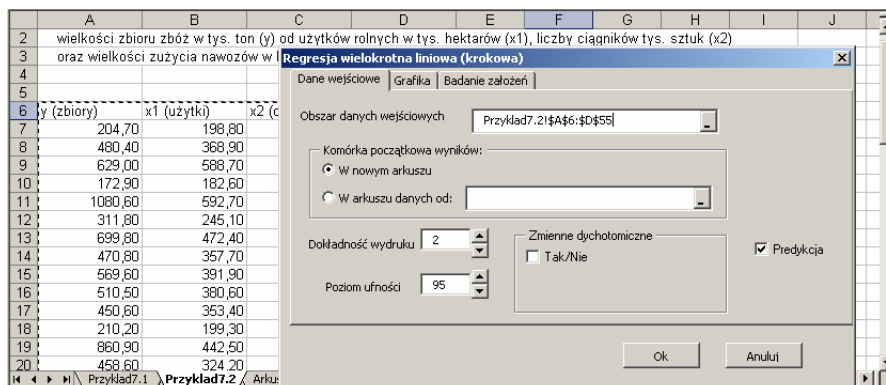 A B C D E F G H I J
2 wielkości zbioru zbóż w tys. ton (y) od użytków rolnych w tys. hektarów (x1), liczby ciągników tys. sztuk (x2)
3 oraz wielkości zużycia nawozów w
Regresja wielokrotna liniowa (krokowa)
4
Dane wejściowe Grafika Badanie założeń
5
6 y (zbiory) x1 (użytki) x2 (c
Obszar danych wejściowych Przyklad7.2!$A$6:$D$55
7 204,70 198,80
8 480,40 368,90
Komórka początkowa wyników:
9 629,00 588,70
W nowym arkuszu
10 172,90 182,60
W arkuszu danych od:
11 1080,60 592,70
12 311,80 245,10
13 699,80 472,40
Dokładność wydruku 2 Zmienne dychotomiczne
Tak/Nie Predykcja
14 470,80 357,70
15 569,60 391,90
Poziom ufności 95
16 510,50 380,60
17 450,60 353,40
18 210,20 199,30
19 860,90 442,50
Ok Anuluj
20 458,60 324,20
Przyklad7.1 Przyklad7.2 Arku